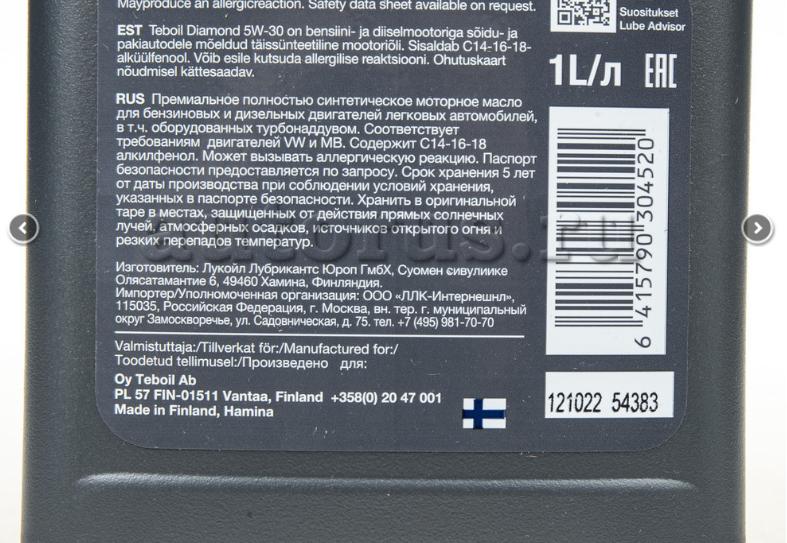 Mayproduce an allergicreaction. Safety data sheet available on request.
Suositukset
Lube Advisor
EST Teboil Diamond 5W-30 on bensiini- ja diiselmootoriga sõidu- ja
pakiautodele mõeldud täissünteetiline mootoriõli. Sisaldab C14-16-18-
alküülfenool. Võib esile kutsuda allergilise reaktsiooni. Ohutuskaart
nõudmisel kättesaadav.
1L/л EAC
RUS Премиальное полностью синтетическое моторное масло
для бензиновых и дизельных двигателей легковых автомобилей,
в т.ч. оборудованных турбонаддувом. Соответствует
требованиям двигателей VW и MB. Содержит C14-16-18
алкилфенол. Может вызывать аллергическую реакцию. Паспорт
безопасности предоставляется по запросу. Срок хранения 5 лет
от даты производства при соблюдении условий хранения,
указанных в паспорте безопасности. Хранить в оригинальной
таре в местах, защищенных от действия прямых солнечных
лучей, атмосферных осадков, источников открытого огня и
резких перепадов температур.
autorus.ru
6 415790 304520
Изготовитель: Лукойл Лубрикантс Юроп ГмбХ, Суомен сивулиике
Олясатамантие 6, 49460 Хамина, Финляндия.
Импортер/Уполномоченная организация: ООО «ЛЛК-Интернешнл»,
115035, Российская Федерация, г. Москва, вн. тер. г. муниципальный
округ Замоскворечье, ул. Садовническая, д. 75. тел. +7 (495) 981-70-70
Valmistuttaja:/Tillverkat för:/Manufactured for:/
Toodetud tellimusel:/Произведено для:
Oy Teboil Ab
PL 57 FIN-01511 Vantaa, Finland +358(0) 20 47 001
Made in Finland, Hamina
121022 54383